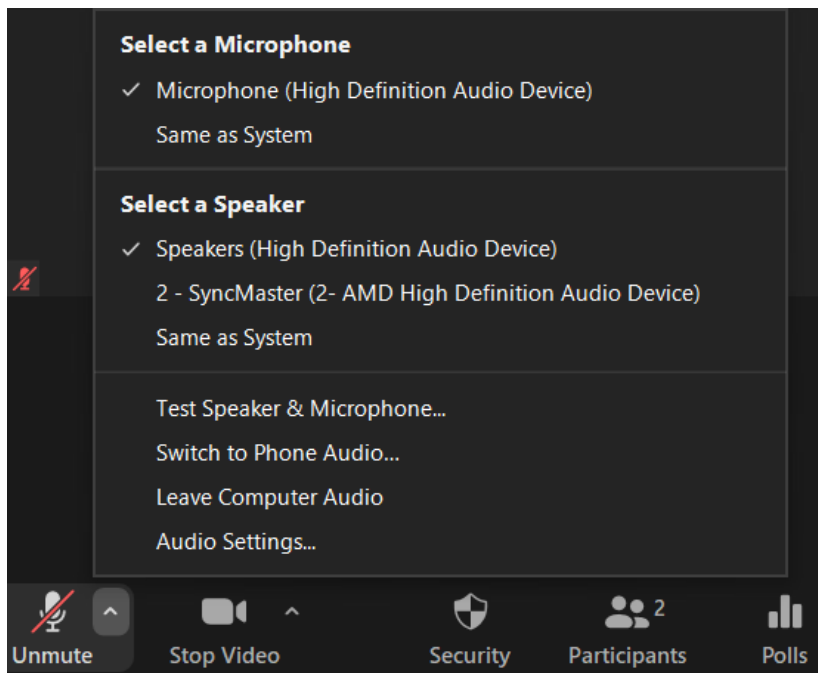 Select a Microphone
Microphone (High Definition Audio Device)
Same as System
Select a Speaker
Speakers (High Definition Audio Device)
2 - SyncMaster (2- AMD High Definition Audio Device)
Same as System
Test Speaker & Microphone...
Switch to Phone Audio...
Leave Computer Audio
Audio Settings...
2
Unmute Stop Video Security Participants Polls